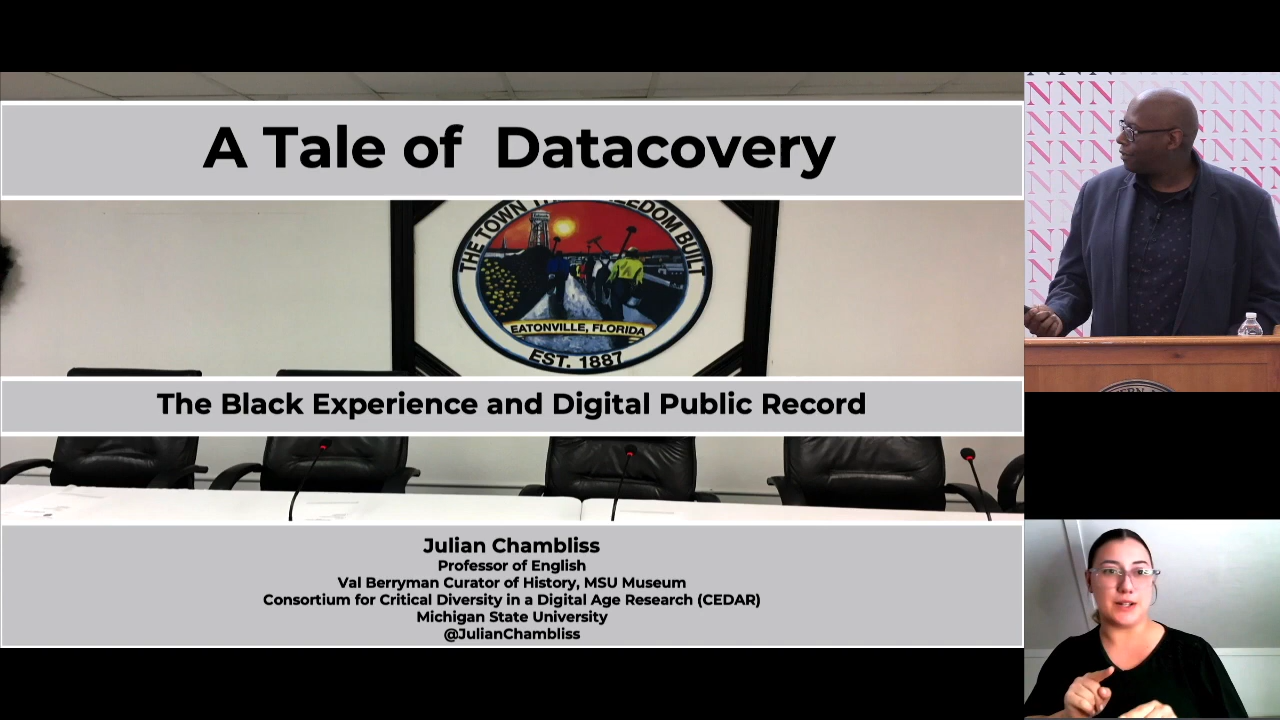 A Tale of Datacovery
THE TOWN THAT FREEDOM BUILT
EATONVILLE, FLORIDA
EST. 1887
The Black Experience and Digital Public Record
Julian Chambliss
Professor of English
Val Berryman Curator of History, MSU Museum
Consortium for Critical Diversity in a Digital Age Research (CEDAR)
Michigan State University
@JulianChambliss